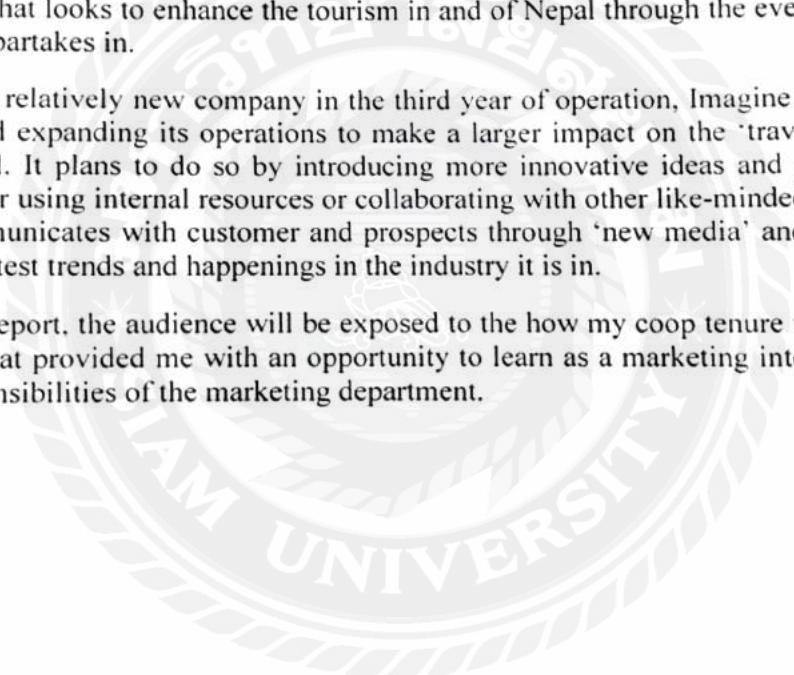 hat looks to enhance the tourism in and of Nepal through the eve
partakes in.
relatively new company in the third year of operation, Imagine
d expanding its operations to make a larger impact on the 'trav
l. It plans to do so by introducing more innovative ideas and
r using internal resources or collaborating with other like-minde
nunicates with customer and prospects through 'new media' an
test trends and happenings in the industry it is in.
eport, the audience will be exposed to the how my coop tenure
at provided me with an opportunity to learn as a marketing int
nsibilities of the marketing department.
SIAM UNIVERSITY